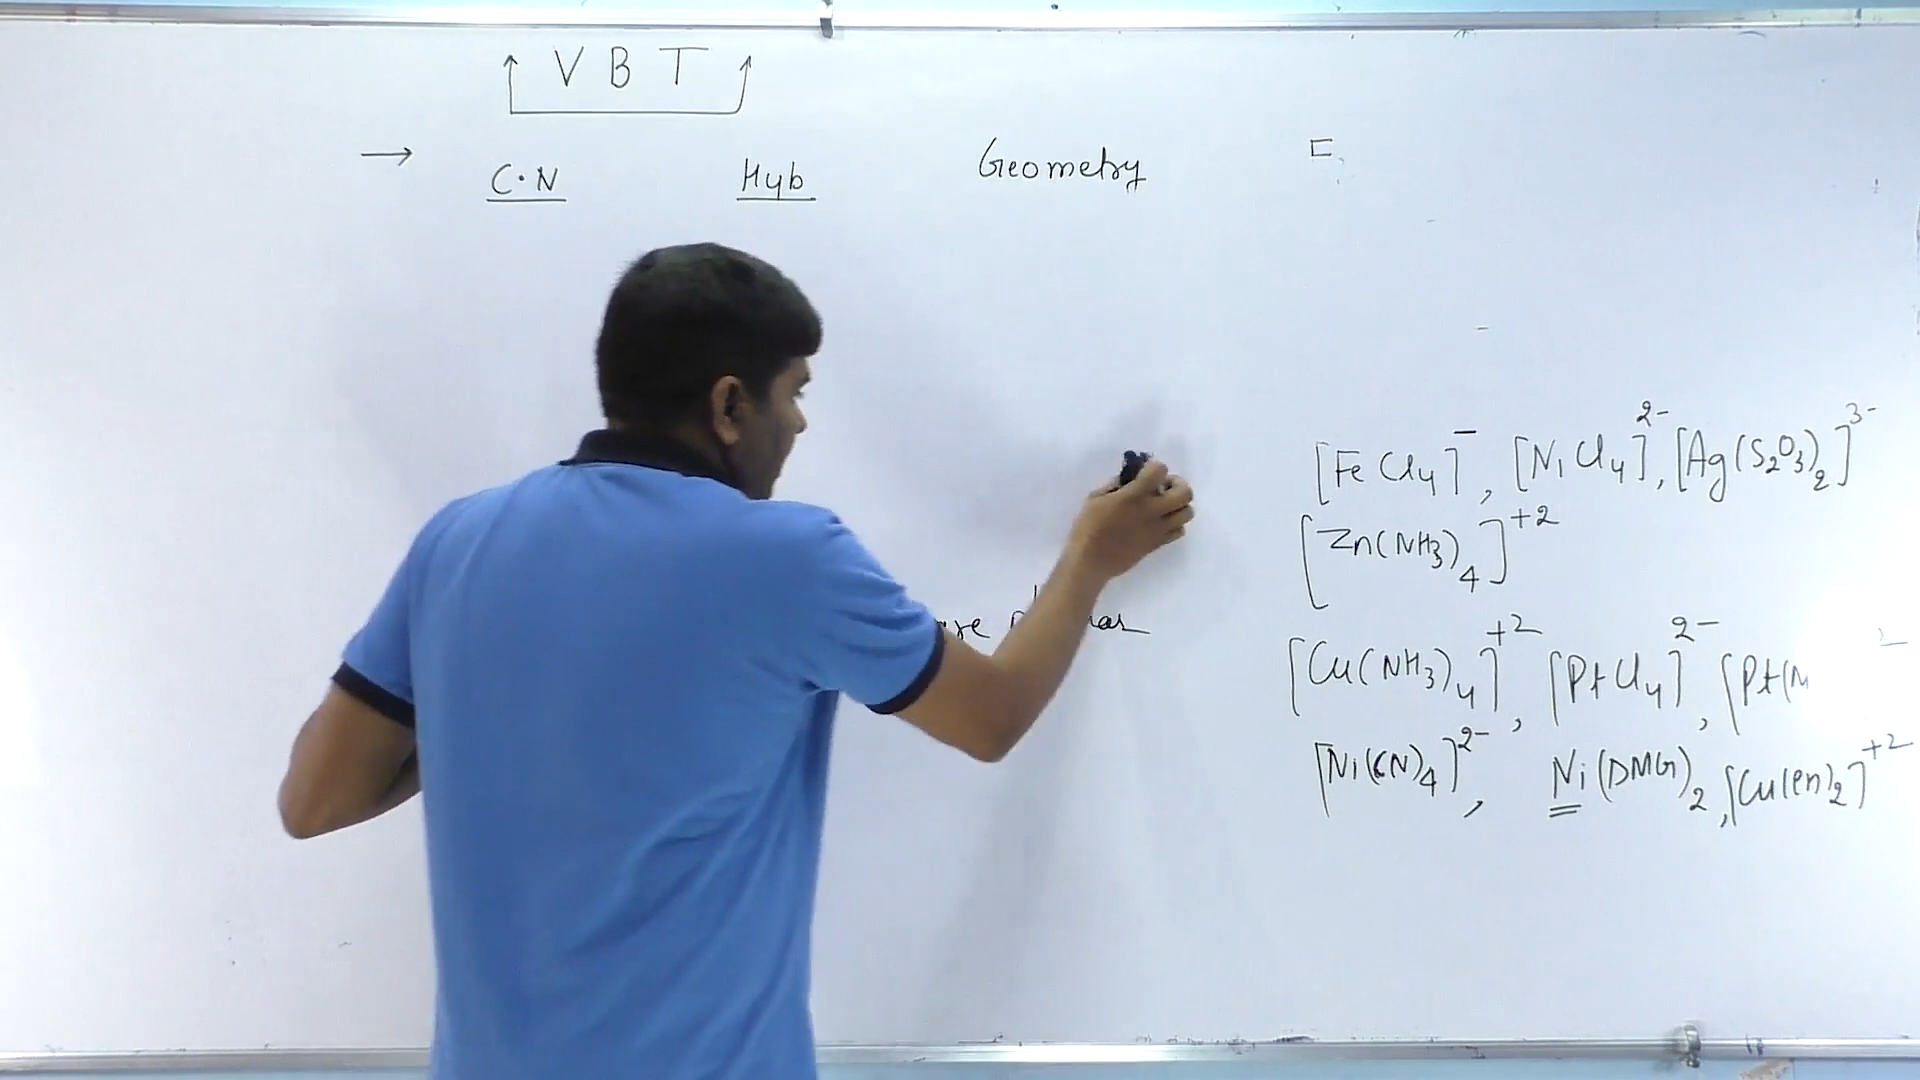 V B T
→ C.N Hyb Geometry E
[FeCl4]⁻, [NiCl4]²⁻, [Ag(S2O3)2]³⁻
[Zn(NH3)4]⁺²
[Cu(NH3)4]⁺², [PtCl4]²⁻, [Pt(N
[Ni(CN)4]²⁻, Ni(DMG)2, [Cu(en)2]⁺²